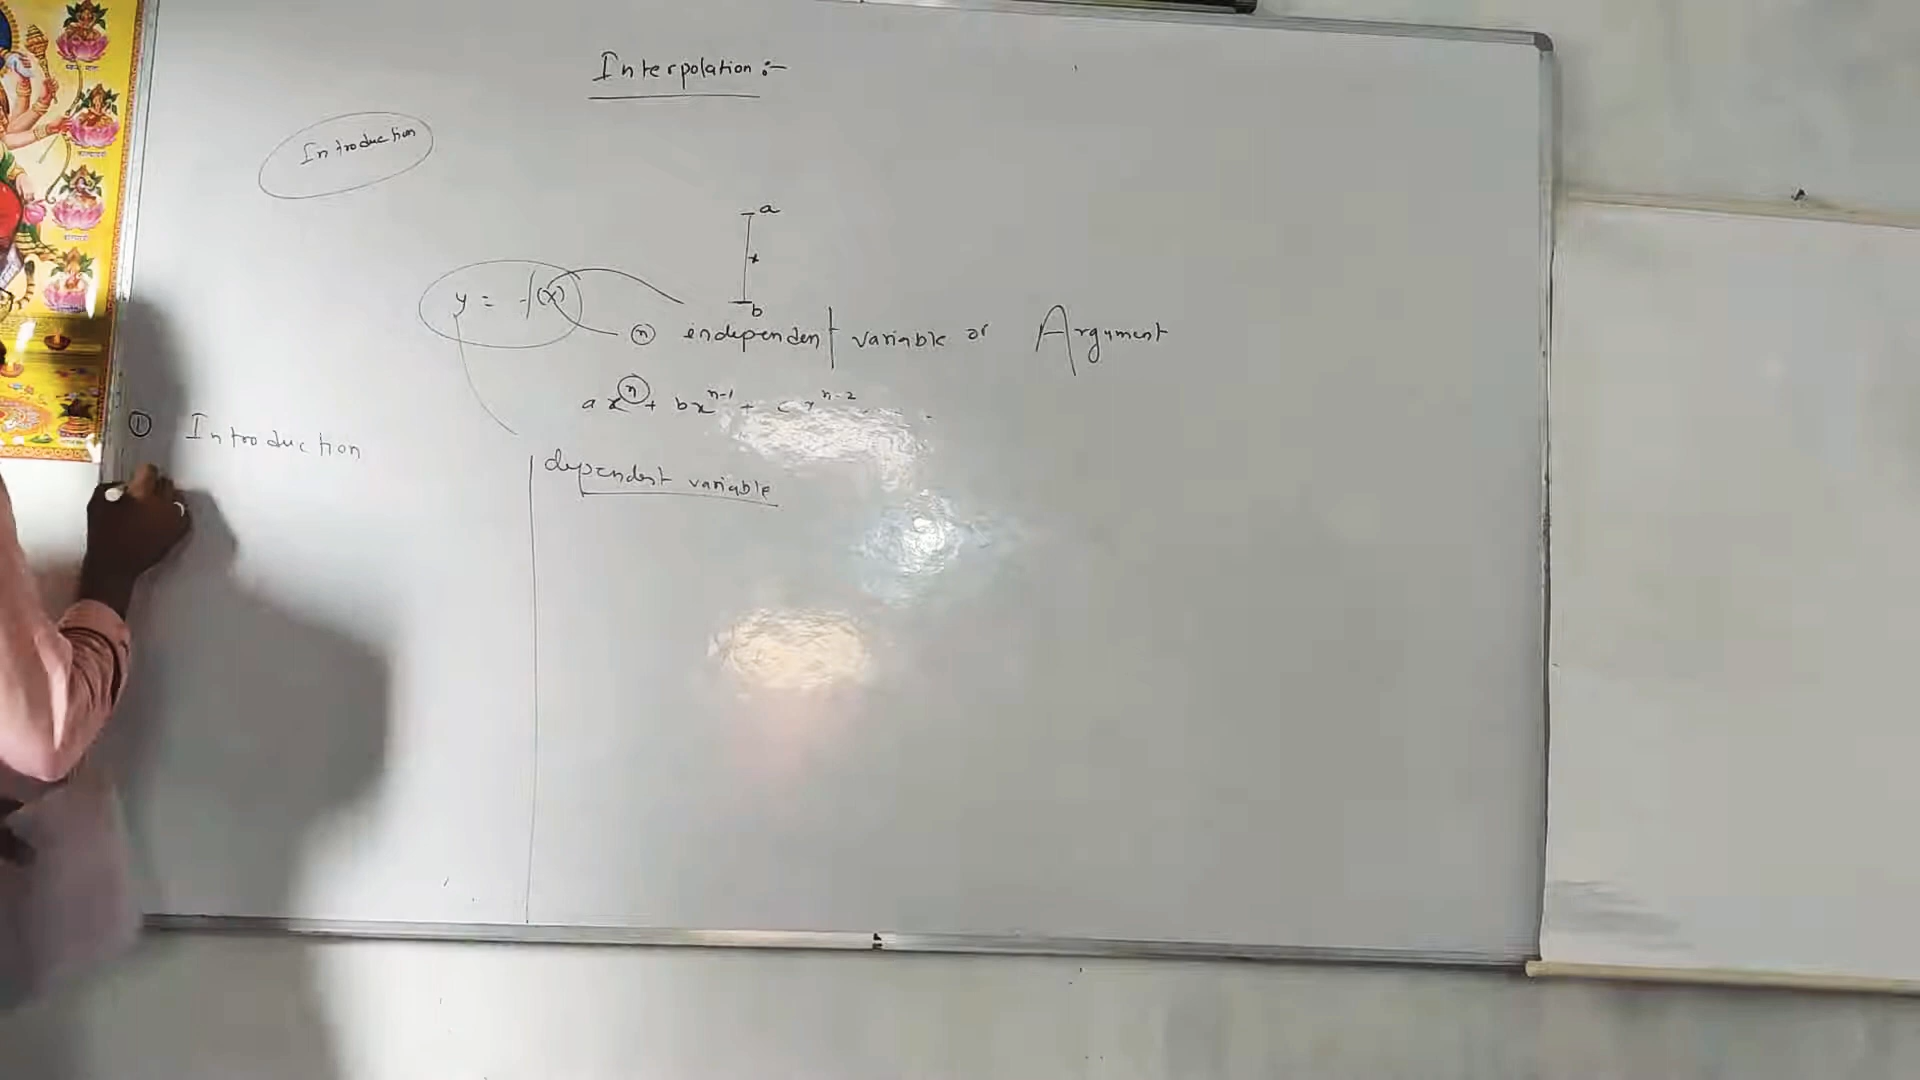 Interpolation :-
Introduction
a
b
y = f(x)
(n) independent variable or Argument
ax^n + bx^n-1 + cx^n-2 .....
① Introduction
dependent variable